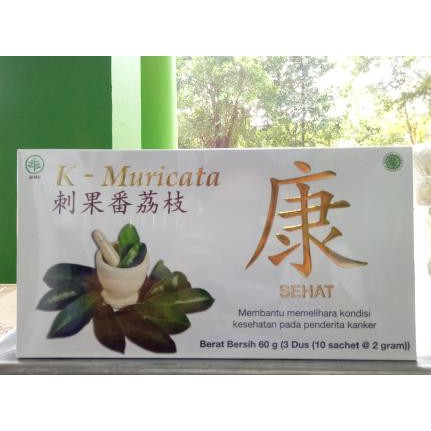 JAMU
K - Muricata
刺果番荔枝
康
SEHAT
Membantu memelihara kondisi
kesehatan pada penderita kanker
Berat Bersih 60 g (3 Dus (10 sachet @ 2 gram))